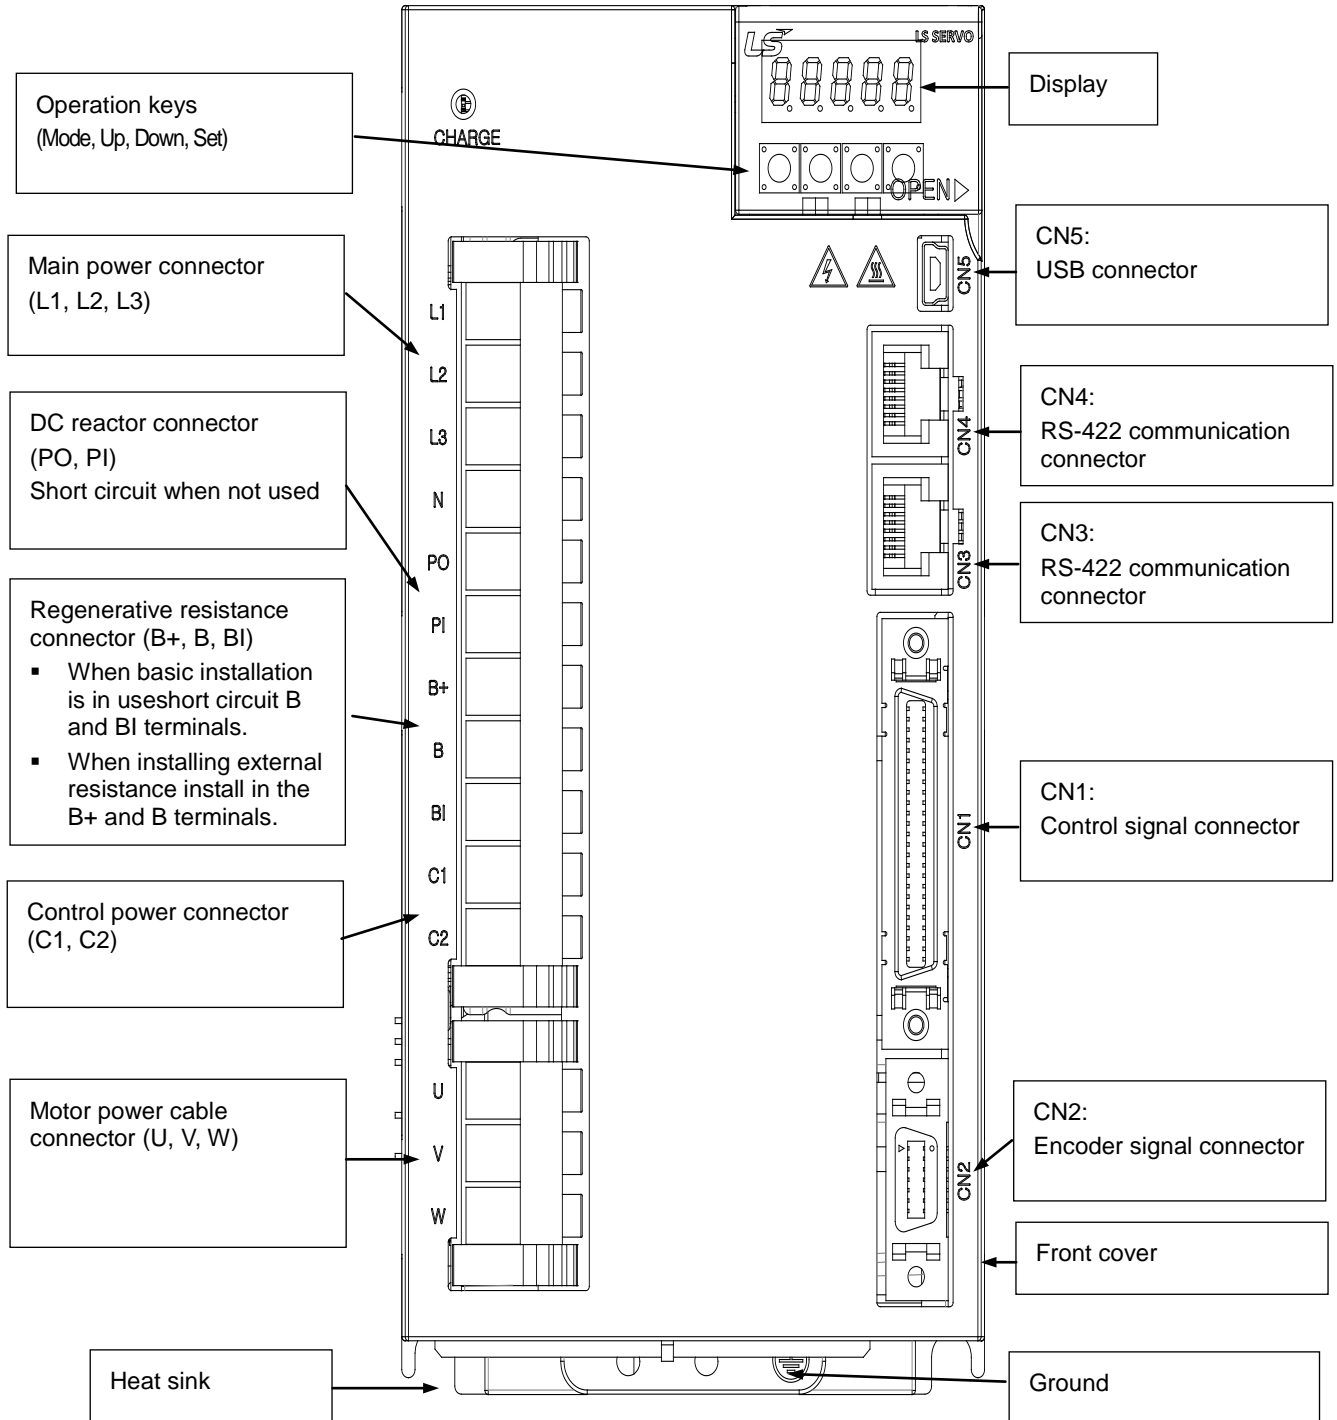 LS
LS SERVO
8.8.8.8.8.
CHARGE
OPEN
Operation keys
(Mode, Up, Down, Set)
Main power connector
(L1, L2, L3)
DC reactor connector
(PO, PI)
Short circuit when not used
Regenerative resistance
connector (B+, B, BI)
▪ When basic installation
is in useshort circuit B
and BI terminals.
▪ When installing external
resistance install in the
B+ and B terminals.
Control power connector
(C1, C2)
Motor power cable
connector (U, V, W)
Heat sink
L1
L2
L3
N
PO
PI
B+
B
BI
C1
C2
U
V
W
CN5
CN4
CN3
CN1
CN2
Display
CN5:
USB connector
CN4:
RS-422 communication
connector
CN3:
RS-422 communication
connector
CN1:
Control signal connector
CN2:
Encoder signal connector
Front cover
Ground